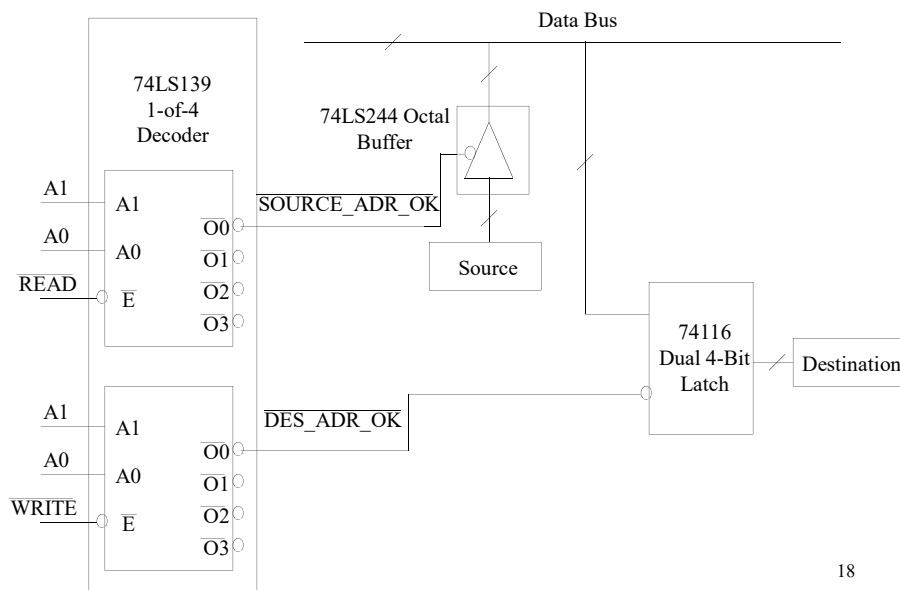 Data Bus
74LS139
1-of-4
Decoder
74LS244 Octal
Buffer
A1
A1
A0
A0
READ
E
O0
O1
O2
O3
SOURCE_ADR_OK
Source
74116
Dual 4-Bit
Latch
Destination
A1
A1
A0
A0
WRITE
E
O0
O1
O2
O3
DES_ADR_OK
18